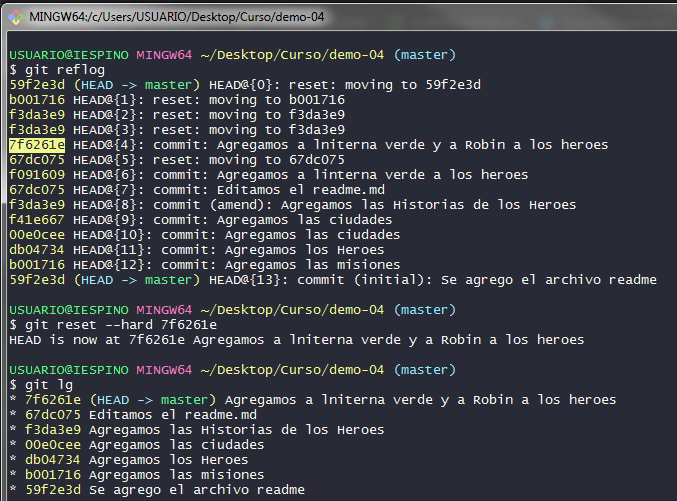 MINGW64:/c/Users/USUARIO/Desktop/Curso/demo-04
USUARIO@IESPINO MINGW64 ~/Desktop/Curso/demo-04 (master)
$ git reflog
59f2e3d (HEAD -> master) HEAD@{0}: reset: moving to 59f2e3d
b001716 HEAD@{1}: reset: moving to b001716
f3da3e9 HEAD@{2}: reset: moving to f3da3e9
f3da3e9 HEAD@{3}: reset: moving to f3da3e9
7f6261e HEAD@{4}: commit: Agregamos a lniterna verde y a Robin a los heroes
67dc075 HEAD@{5}: reset: moving to 67dc075
f091609 HEAD@{6}: commit: Agregamos a linterna verde a los heroes
67dc075 HEAD@{7}: commit: Editamos el readme.md
f3da3e9 HEAD@{8}: commit (amend): Agregamos las Historias de los Heroes
f41e667 HEAD@{9}: commit: Agregamos las ciudades
00e0cee HEAD@{10}: commit: Agregamos las ciudades
db04734 HEAD@{11}: commit: Agregamos los Heroes
b001716 HEAD@{12}: commit: Agregamos las misiones
59f2e3d (HEAD -> master) HEAD@{13}: commit (initial): Se agrego el archivo readme
USUARIO@IESPINO MINGW64 ~/Desktop/Curso/demo-04 (master)
$ git reset --hard 7f6261e
HEAD is now at 7f6261e Agregamos a lniterna verde y a Robin a los heroes
USUARIO@IESPINO MINGW64 ~/Desktop/Curso/demo-04 (master)
$ git lg
* 7f6261e (HEAD -> master) Agregamos a lniterna verde y a Robin a los heroes
* 67dc075 Editamos el readme.md
* f3da3e9 Agregamos las Historias de los Heroes
* 00e0cee Agregamos las ciudades
* db04734 Agregamos los Heroes
* b001716 Agregamos las misiones
* 59f2e3d Se agrego el archivo readme